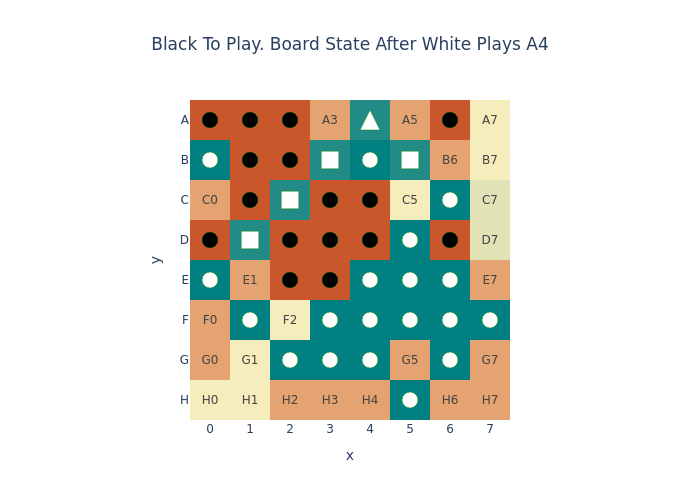 Black To Play. Board State After White Plays A4
A A3 A5 A7
B B6 B7
C C0 C5 C7
D D7
E E1 E7
F F0 F2
G G0 G1 G5 G7
H H0 H1 H2 H3 H4 H6 H7
0 1 2 3 4 5 6 7
x
y